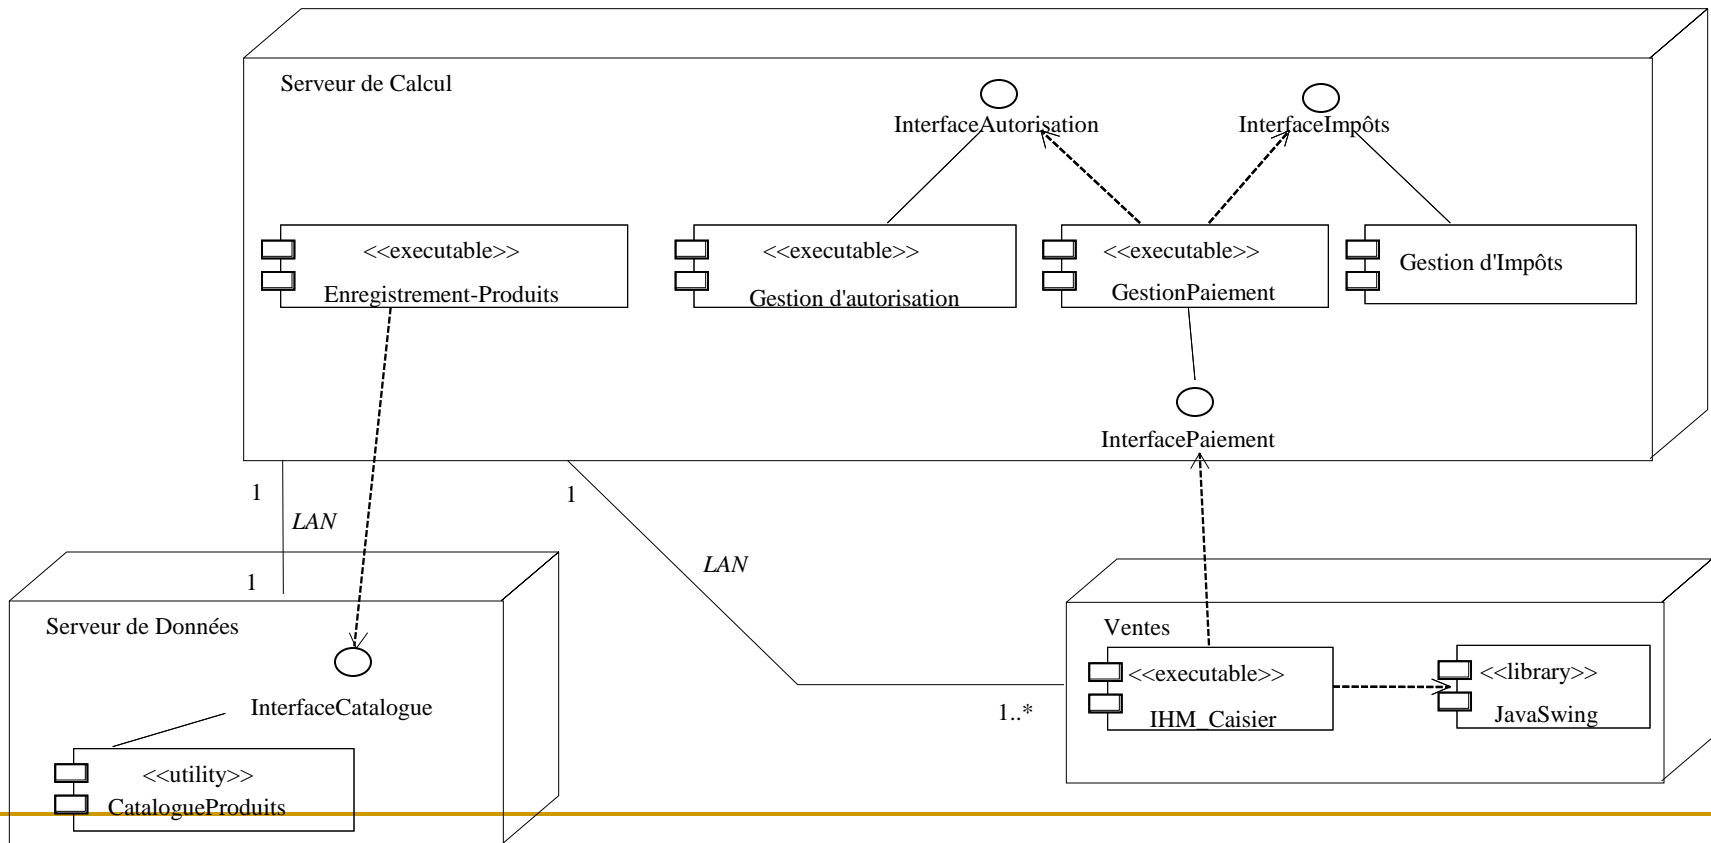 Serveur de Calcul
InterfaceAutorisation
InterfaceImpôts
<<executable>>
Enregistrement-Produits
<<executable>>
Gestion d'autorisation
<<executable>>
GestionPaiement
Gestion d'Impôts
InterfacePaiement
1
LAN
1
1
LAN
1..*
Serveur de Données
InterfaceCatalogue
<<utility>>
CatalogueProduits
Ventes
<<executable>>
IHM_Caisier
<<library>>
JavaSwing